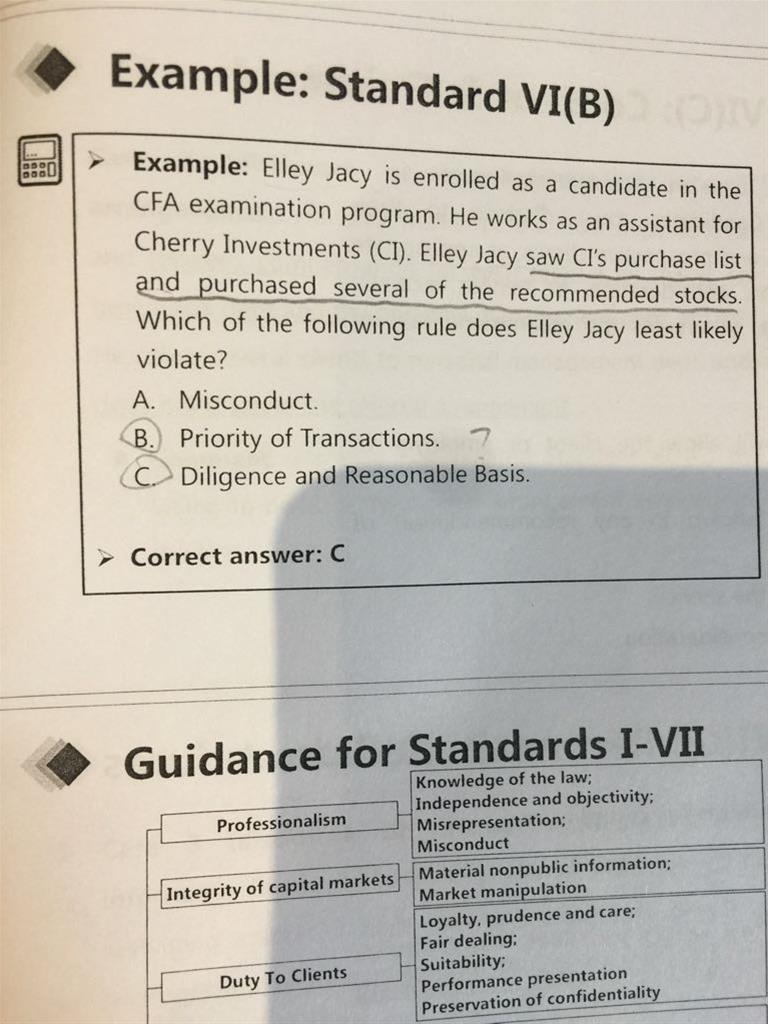 Example: Standard VI(B)
➢ Example: Elley Jacy is enrolled as a candidate in the
CFA examination program. He works as an assistant for
Cherry Investments (CI). Elley Jacy saw CI's purchase list
and purchased several of the recommended stocks.
Which of the following rule does Elley Jacy least likely
violate?
A. Misconduct.
B. Priority of Transactions.
C. Diligence and Reasonable Basis.
➢ Correct answer: C
Guidance for Standards I-VII
Professionalism
Knowledge of the law;
Independence and objectivity;
Misrepresentation;
Misconduct
Integrity of capital markets
Material nonpublic information;
Market manipulation
Duty To Clients
Loyalty, prudence and care;
Fair dealing;
Suitability;
Performance presentation
Preservation of confidentiality